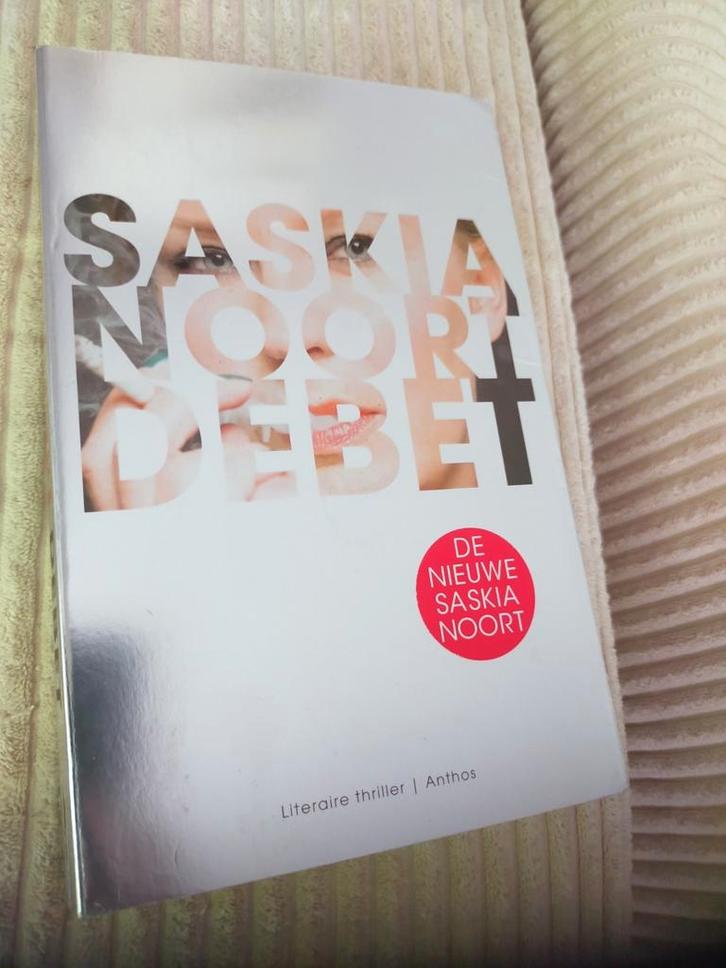 SASKIA
NOORT
DEBET
DE
NIEUWE
SASKIA
NOORT
Literaire thriller | Anthos